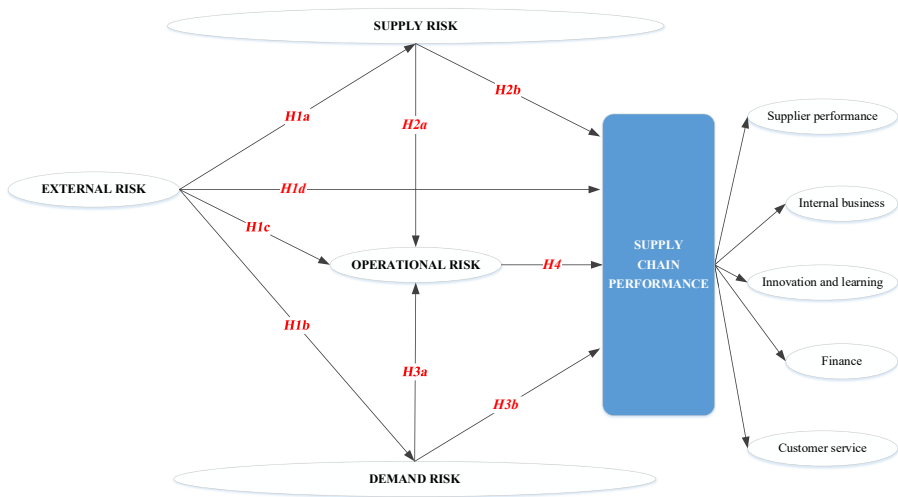 SUPPLY RISK
H2b
H1a
H2a
Supplier performance
EXTERNAL RISK
H1d
Internal business
H1c
SUPPLY
CHAIN
PERFORMANCE
OPERATIONAL RISK
H4
Innovation and learning
H1b
Finance
H3a
H3b
Customer service
DEMAND RISK